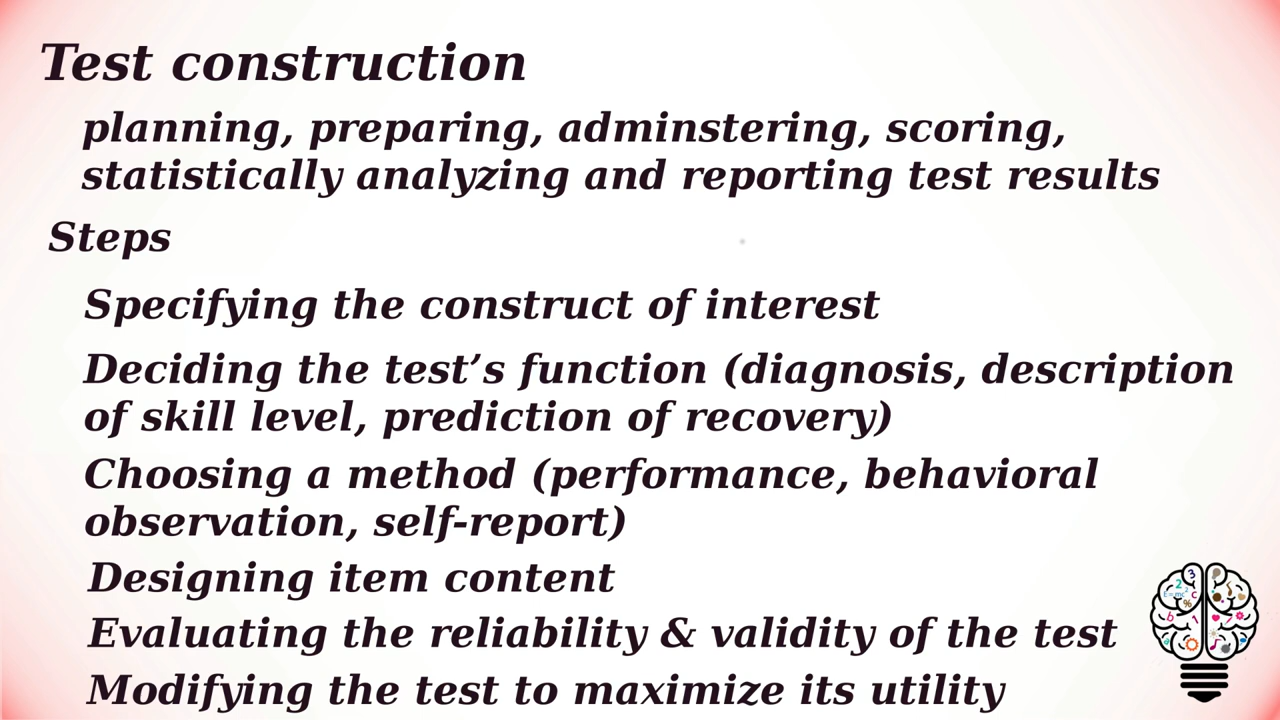 Test construction
planning, preparing, adminstering, scoring,
statistically analyzing and reporting test results
Steps
Specifying the construct of interest
Deciding the test’s function (diagnosis, description
of skill level, prediction of recovery)
Choosing a method (performance, behavioral
observation, self-report)
Designing item content
Evaluating the reliability & validity of the test
Modifying the test to maximize its utility